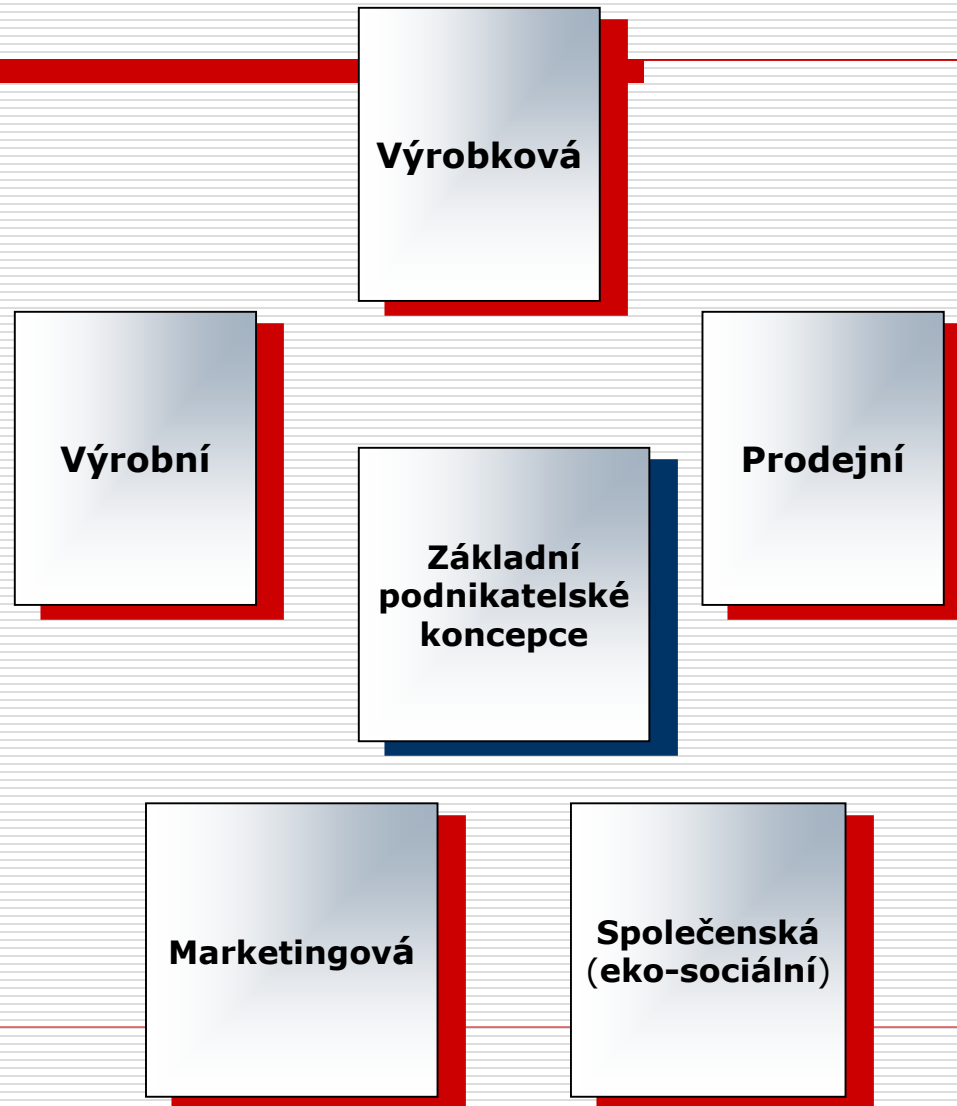 Výrobková
Výrobní
Prodejní
Základní
podnikatelské
koncepce
Marketingová
Společenská
(eko-sociální)